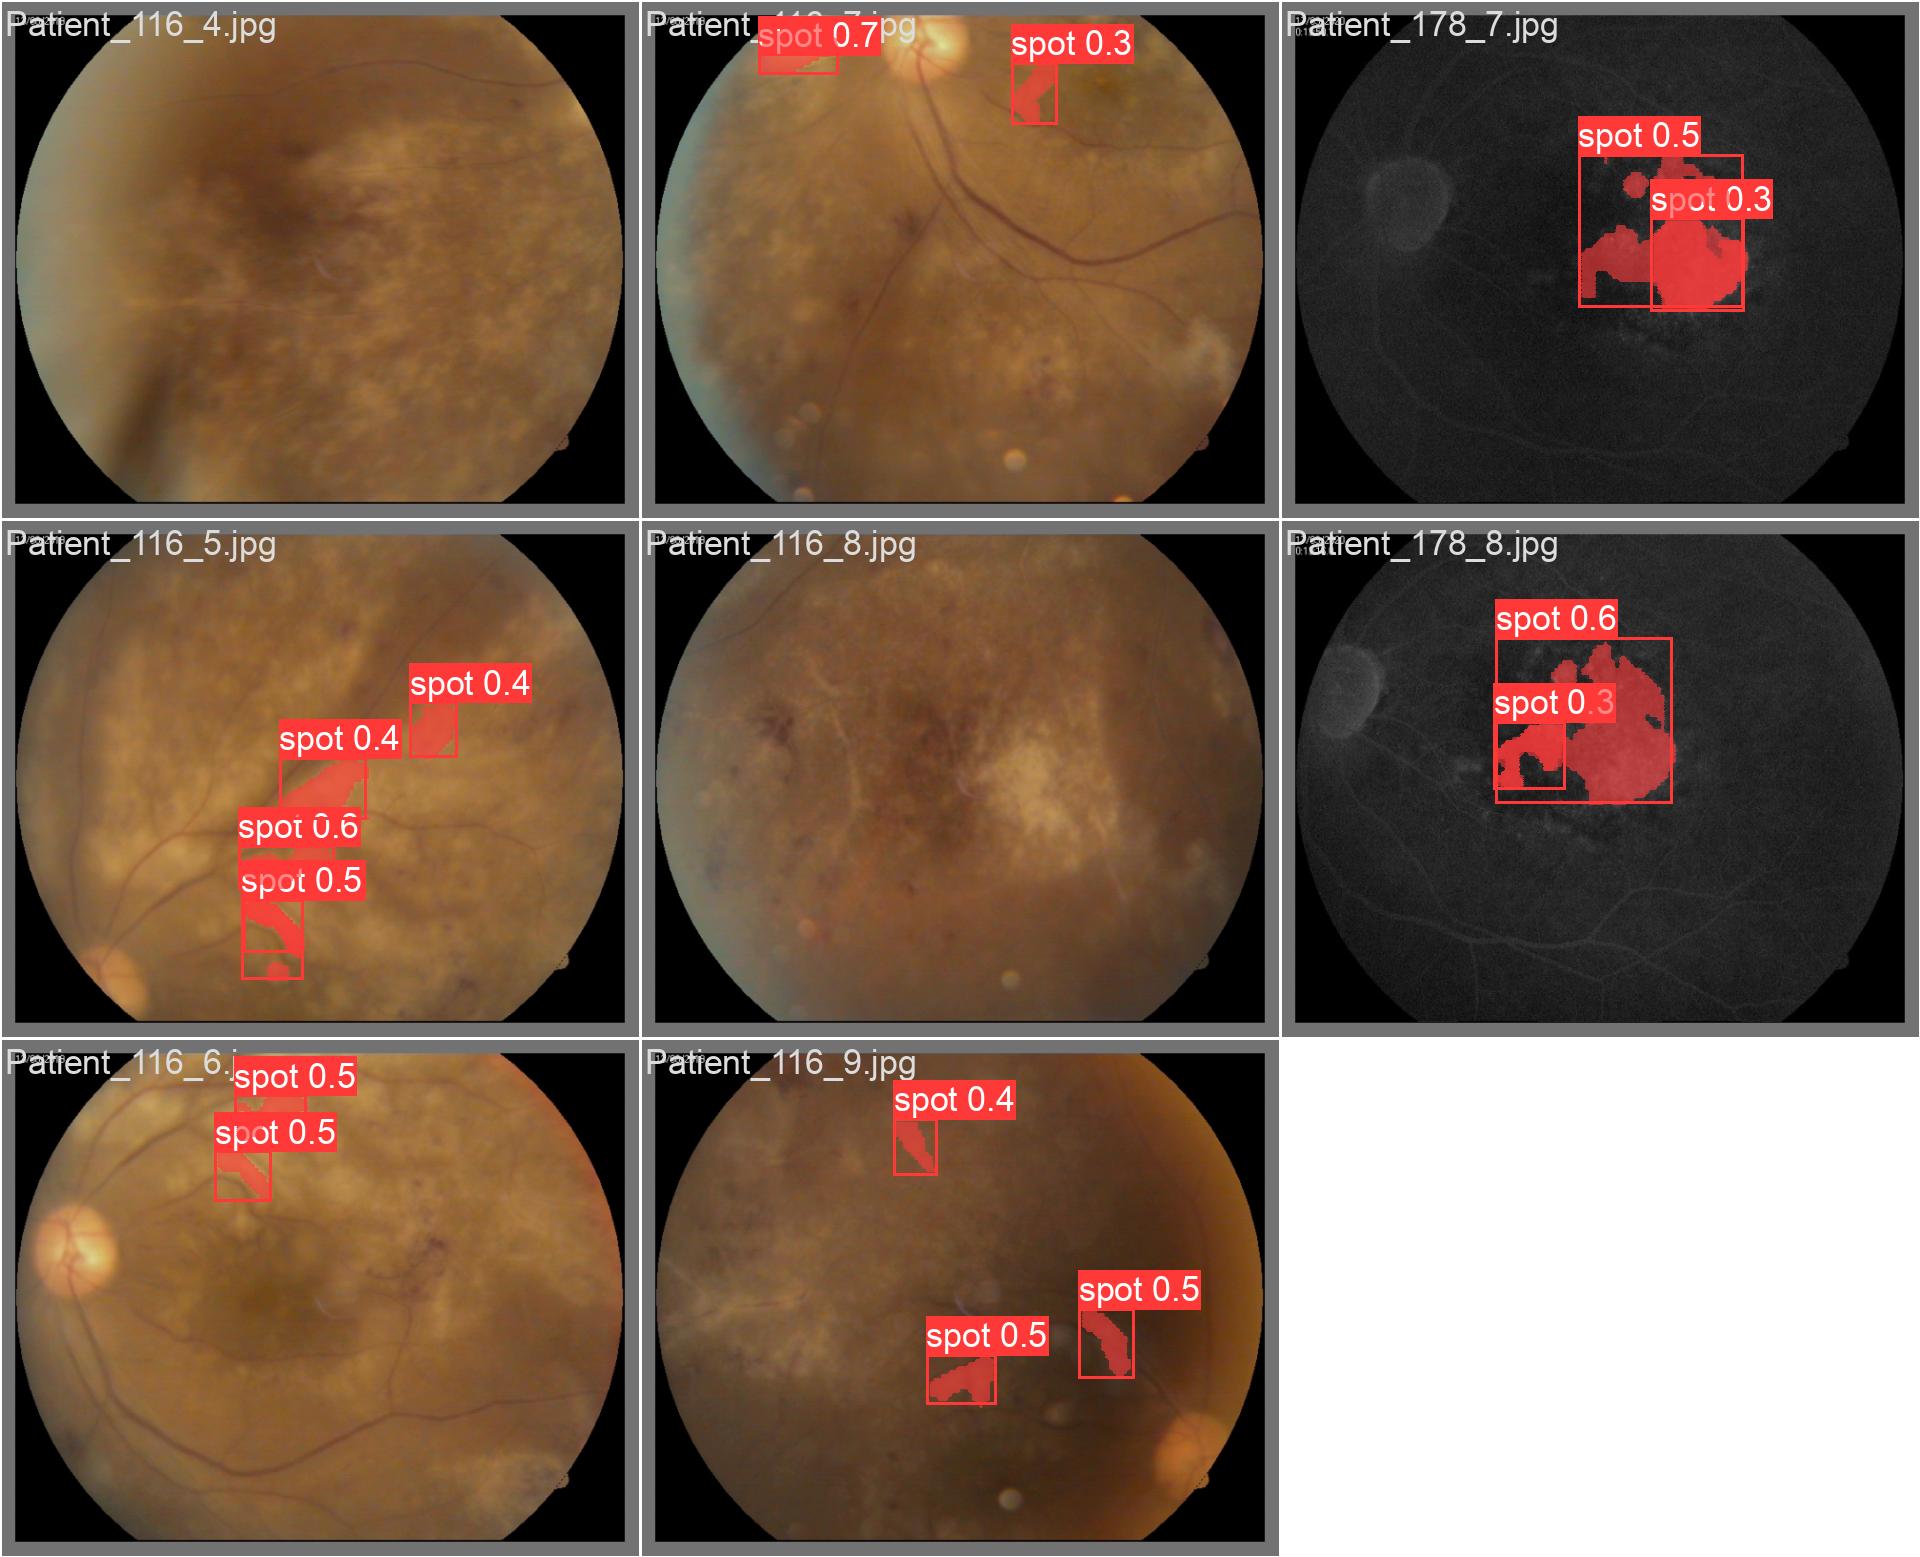 Patient_116_4.jpg
Patient_116_7.jpg
spot 0.7
spot 0.3
Patient_178_7.jpg
spot 0.5
spot 0.3
Patient_116_5.jpg
spot 0.4
spot 0.4
spot 0.6
spot 0.5
Patient_116_8.jpg
Patient_178_8.jpg
spot 0.6
spot 0.3
Patient_116_6.j
spot 0.5
spot 0.5
Patient_116_9.jpg
spot 0.4
spot 0.5
spot 0.5